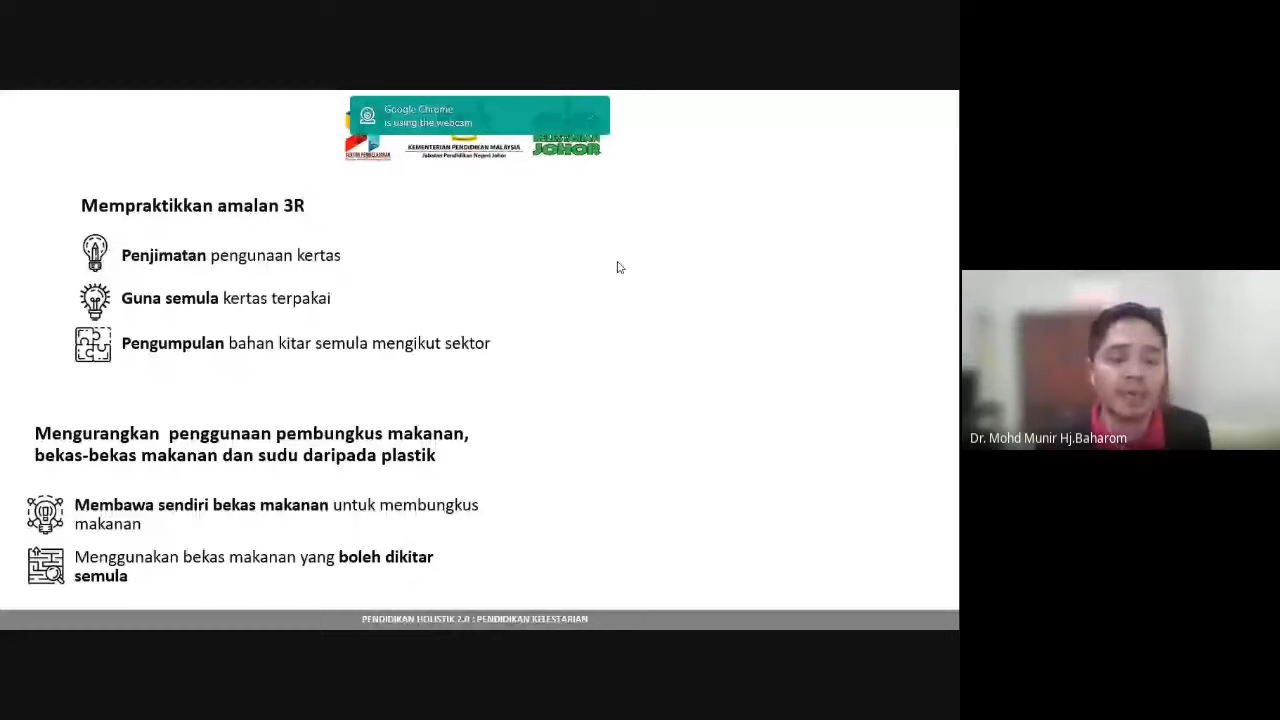 Google Chrome
is using the webcam
KEMENTERIAN PENDIDIKAN MALAYSIA
Jabatan Pendidikan Negeri Johor
JOHOR
Mempraktikkan amalan 3R
Penjimatan pengunaan kertas
Guna semula kertas terpakai
Pengumpulan bahan kitar semula mengikut sektor
Mengurangkan penggunaan pembungkus makanan,
bekas-bekas makanan dan sudu daripada plastik
Membawa sendiri bekas makanan untuk membungkus
makanan
Menggunakan bekas makanan yang boleh dikitar
semula
PENDIDIKAN HOLISTIK 2.0 : PENDIDIKAN KELESTARIAN
Dr. Mohd Munir Hj.Baharom